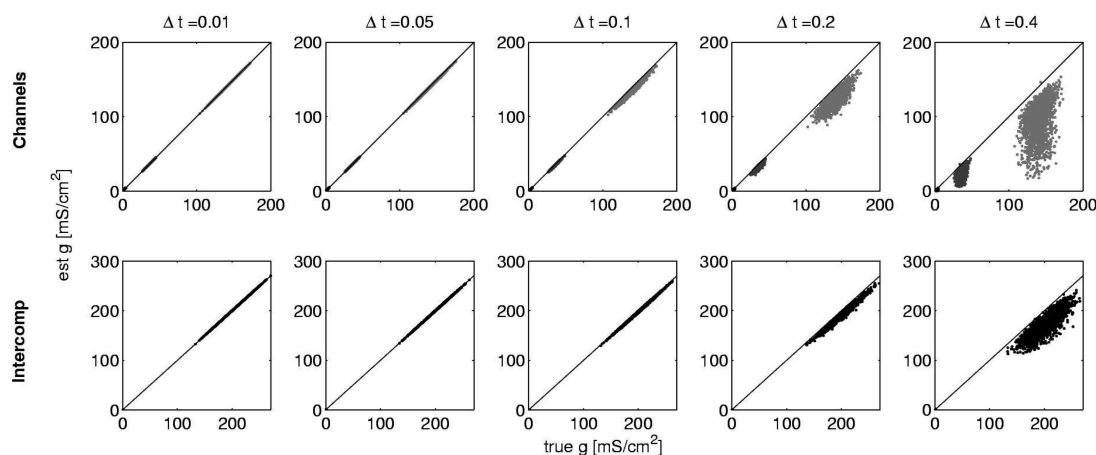 Δ t =0.01 Δ t =0.05 Δ t =0.1 Δ t =0.2 Δ t =0.4
Channels
est g [mS/cm²]
200 200 200 200 200
100 100 100 100 100
0 0 0 0 0
0 100 200 0 100 200 0 100 200 0 100 200 0 100 200
Intercomp
300 300 300 300 300
200 200 200 200 200
100 100 100 100 100
0 0 0 0 0
0 100 200 0 100 200 0 100 200 0 100 200 0 100 200
true g [mS/cm²]